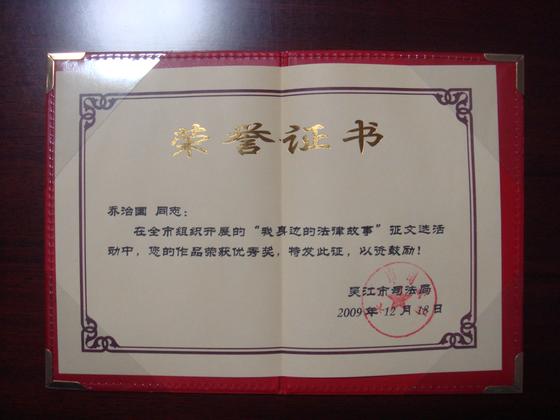 荣誉证书
乔治国 同志：
在全市组织开展的“我身边的法律故事”征文选活
动中，您的作品荣获优秀奖，特发此证，以资鼓励！
吴江市司法局
2009年12月18日